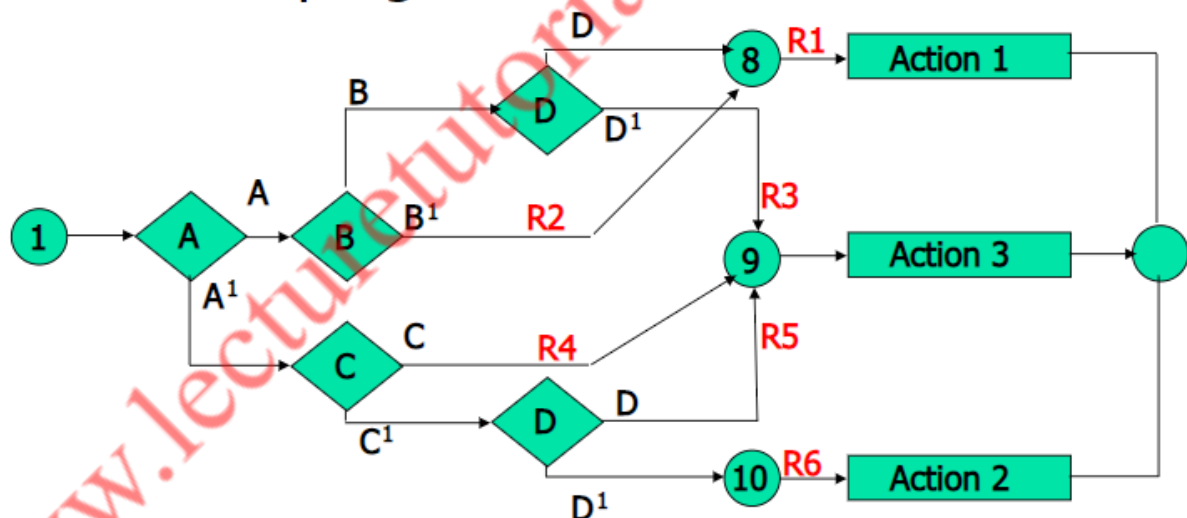 D
8
R1
Action 1
B
D
D¹
R3
A
B¹
R2
1
A
B
9
Action 3
A¹
C
R4
R5
C
D
D
C¹
10
R6
Action 2
D¹
www.lecturetutoria